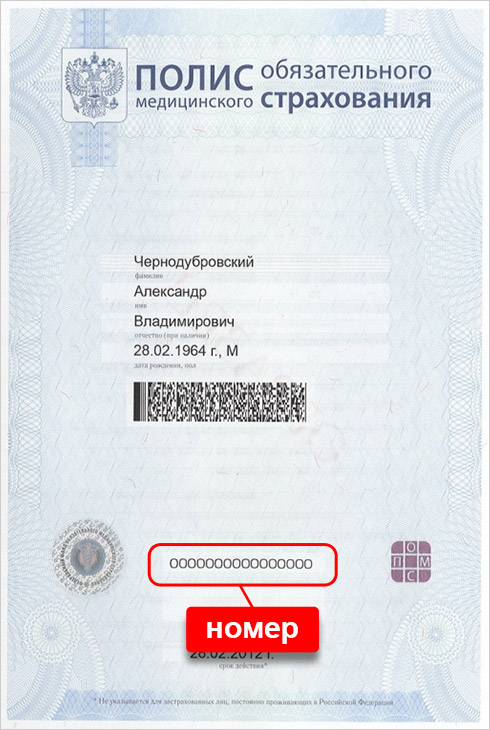 ПОЛИС обязательного
медицинского страхования
Чернодубровский
фамилия
Александр
имя
Владимирович
отчество (при наличии)
28.02.1964 г., М
дата рождения, пол
0000000000000000
О
П М
С
номер
28.02.2012 г.
срок действия*
* Не указывается для застрахованных лиц, постоянно проживающих в Российской Федерации